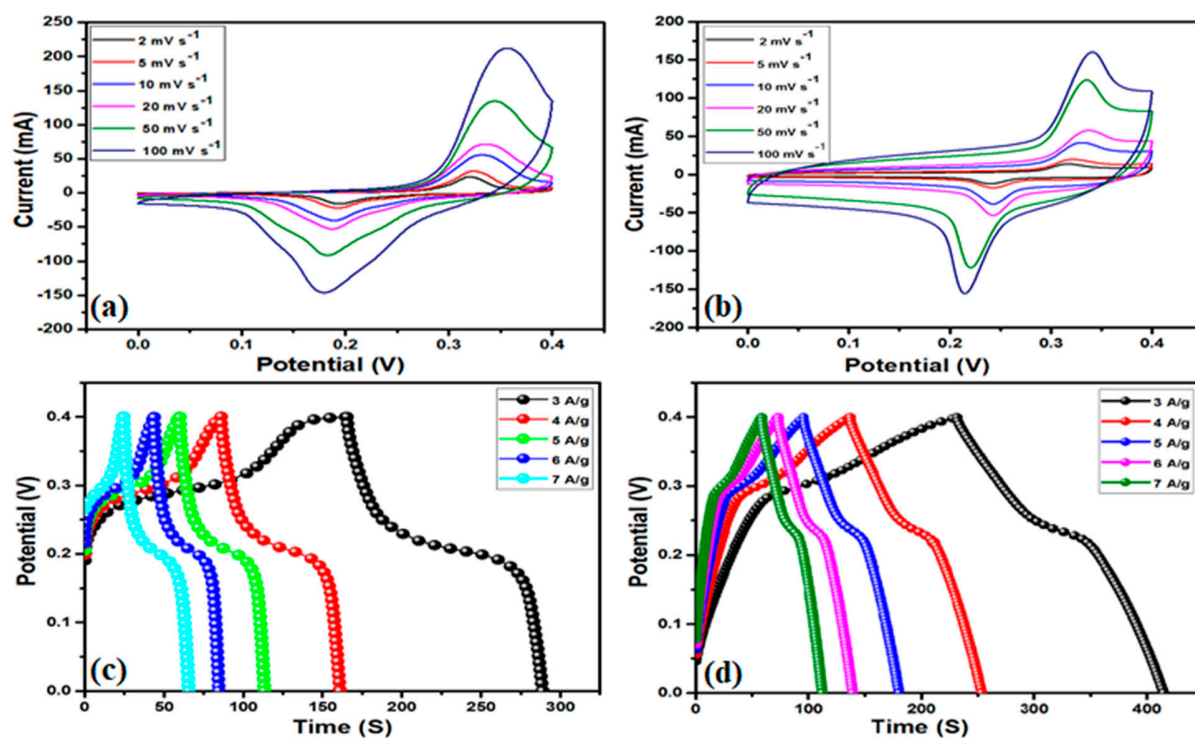 (a)
250
200
150
100
50
0
-50
-100
-150
-200
Current (mA)
2 mV s⁻¹
5 mV s⁻¹
10 mV s⁻¹
20 mV s⁻¹
50 mV s⁻¹
100 mV s⁻¹
0.0 0.1 0.2 0.3 0.4
Potential (V)
(b)
200
150
100
50
0
-50
-100
-150
-200
Current (mA)
2 mV s⁻¹
5 mV s⁻¹
10 mV s⁻¹
20 mV s⁻¹
50 mV s⁻¹
100 mV s⁻¹
0.0 0.1 0.2 0.3 0.4
Potential (V)
(c)
0.4
0.3
0.2
0.1
0.0
Potential (V)
3 A/g
4 A/g
5 A/g
6 A/g
7 A/g
0 50 100 150 200 250 300
Time (S)
(d)
0.4
0.3
0.2
0.1
0.0
Potential (V)
3 A/g
4 A/g
5 A/g
6 A/g
7 A/g
0 100 200 300 400
Time (S)